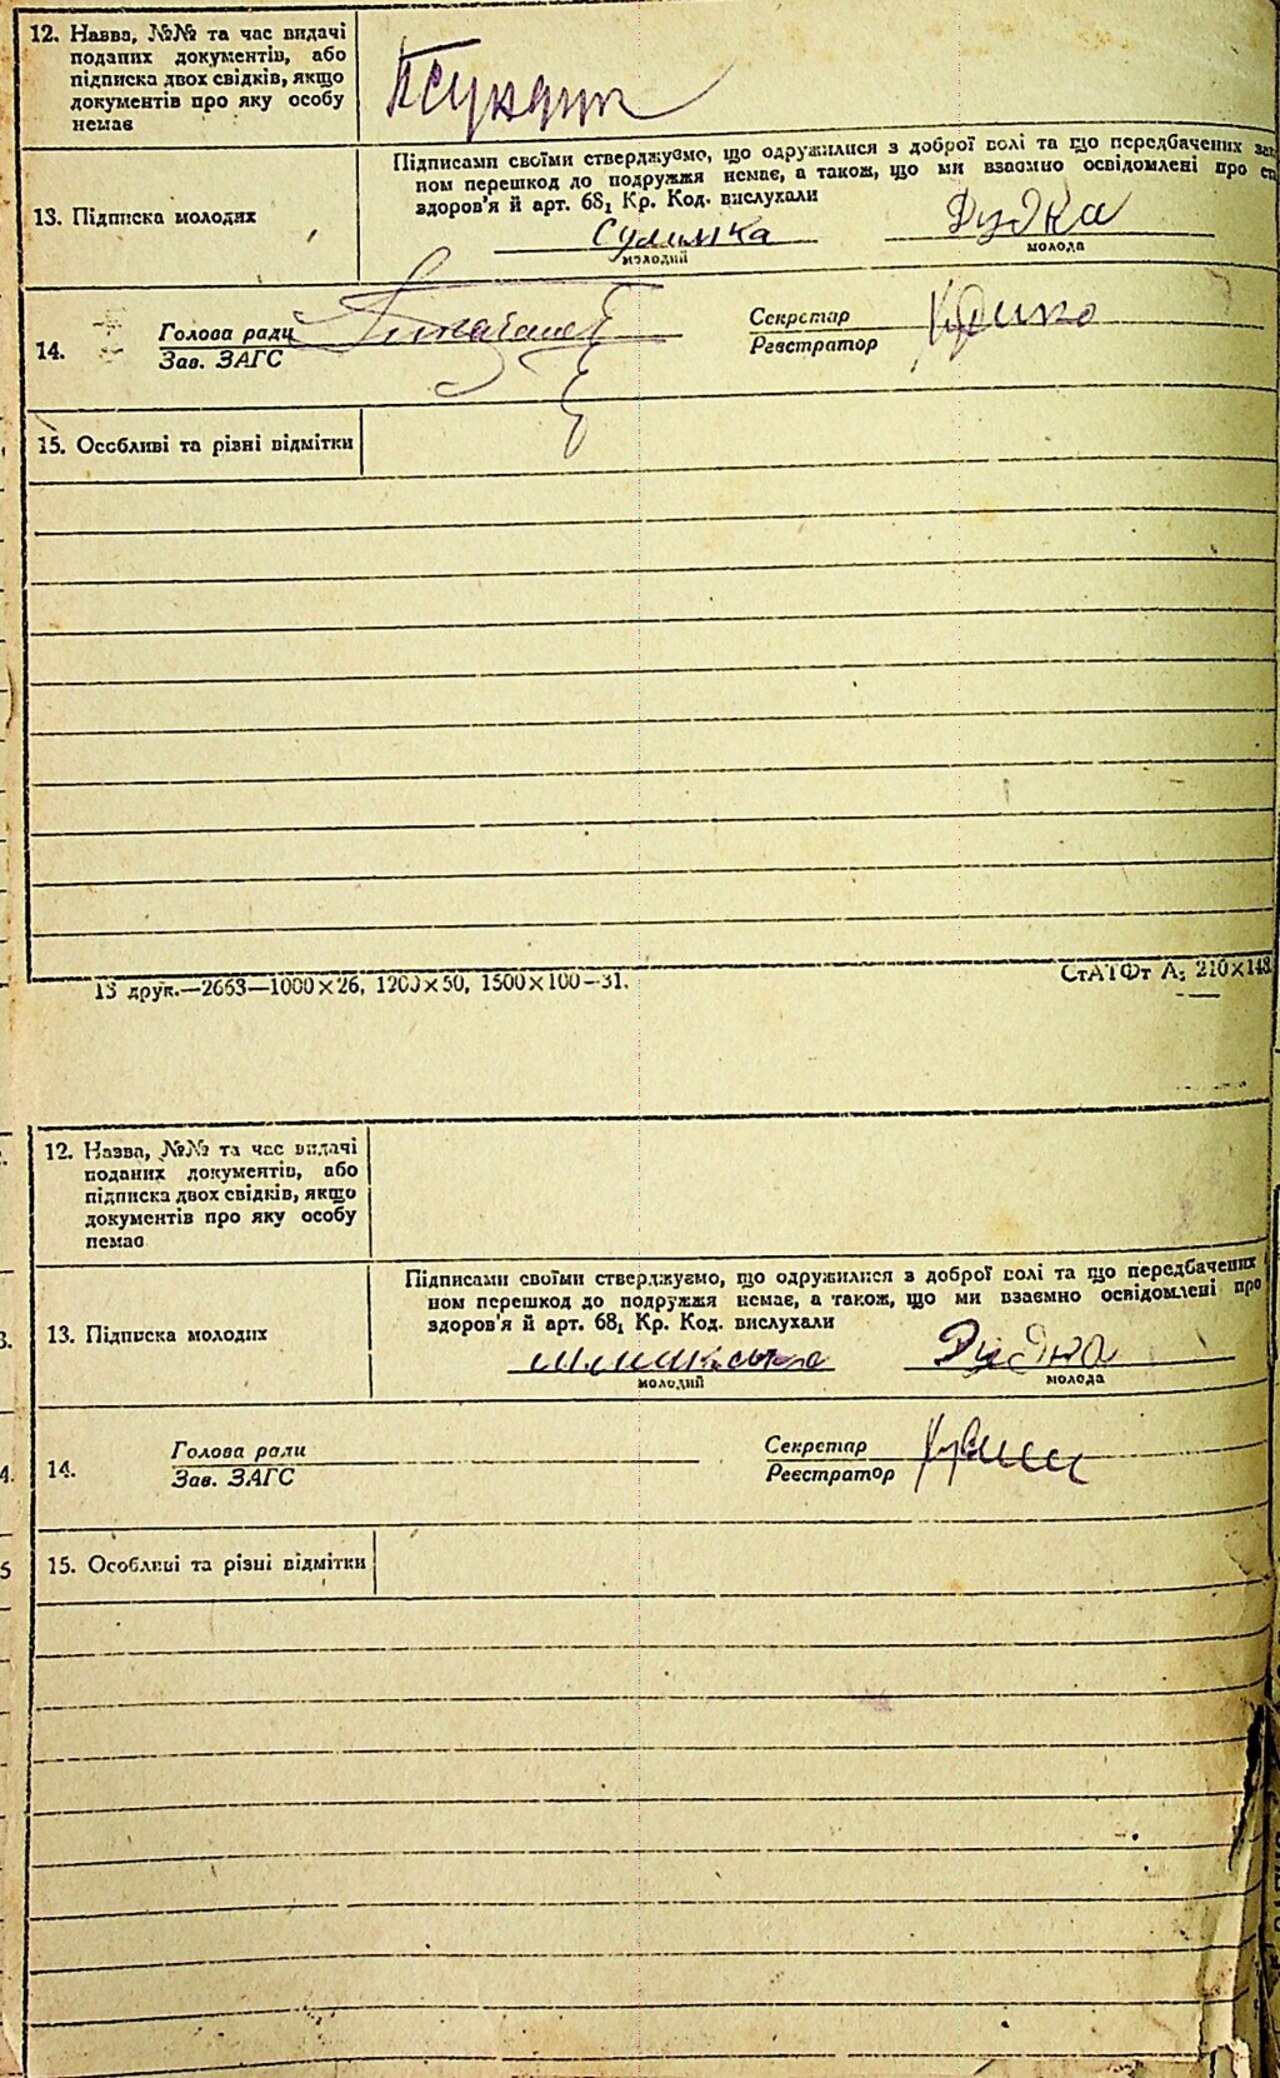 12. Назва, №№ та час видачі
поданих документів, або
підписка двох свідків, якщо
документів про яку особу
немає
Підписами своїми стверджуємо, що одружилися з доброї волі та що передбачених зак
ном перешкод до подружжя немає, а також, що ми взаємно освідомлені про ст
здоров'я й арт. 68₁ Кр. Код. вислухали
13. Підписка молодих
Сулимка Дудка
молодий молода
Голова ради Секретар
14.
Зав. ЗАГС Реєстратор
15. Особливі та різні відмітки
13 друк.—2663—1000×26, 1200×50, 1500×100—31. СтАТФт А₅ 210×148
12. Назва, №№ та час видачі
поданих документів, або
підписка двох свідків, якщо
документів про яку особу
немає
Підписами своїми стверджуємо, що одружилися з доброї волі та що передбачених
ном перешкод до подружжя немає, а також, що ми взаємно освідомлені про
здоров'я й арт. 68₁ Кр. Код. вислухали
13. Підписка молодих
молодий молода
Голова ради Секретар
14.
Зав. ЗАГС Реєстратор
15. Особливі та різні відмітки